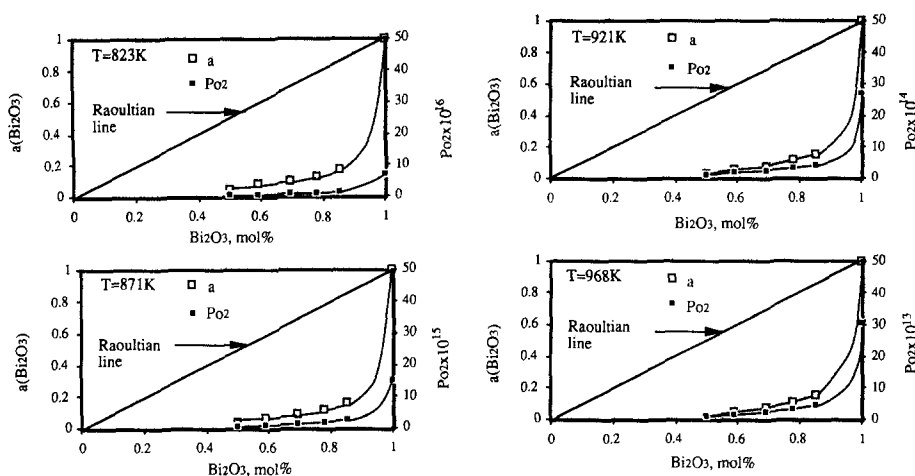 T=823K
a
Po2
Raoultian
line
a(Bi2O3)
1
0.8
0.6
0.4
0.2
0
0 0.2 0.4 0.6 0.8 1
Bi2O3, mol%
50
40
30
20
10
0
Po2x10^16
T=921K
a
Po2
Raoultian
line
a(Bi2O3)
1
0.8
0.6
0.4
0.2
0
0 0.2 0.4 0.6 0.8 1
Bi2O3, mol%
50
40
30
20
10
0
Po2x10^14
T=871K
a
Po2
Raoultian
line
a(Bi2O3)
1
0.8
0.6
0.4
0.2
0
0 0.2 0.4 0.6 0.8 1
Bi2O3, mol%
50
40
30
20
10
0
Po2x10^15
T=968K
a
Po2
Raoultian
line
a(Bi2O3)
1
0.8
0.6
0.4
0.2
0
0 0.2 0.4 0.6 0.8 1
Bi2O3, mol%
50
40
30
20
10
0
Po2x10^13